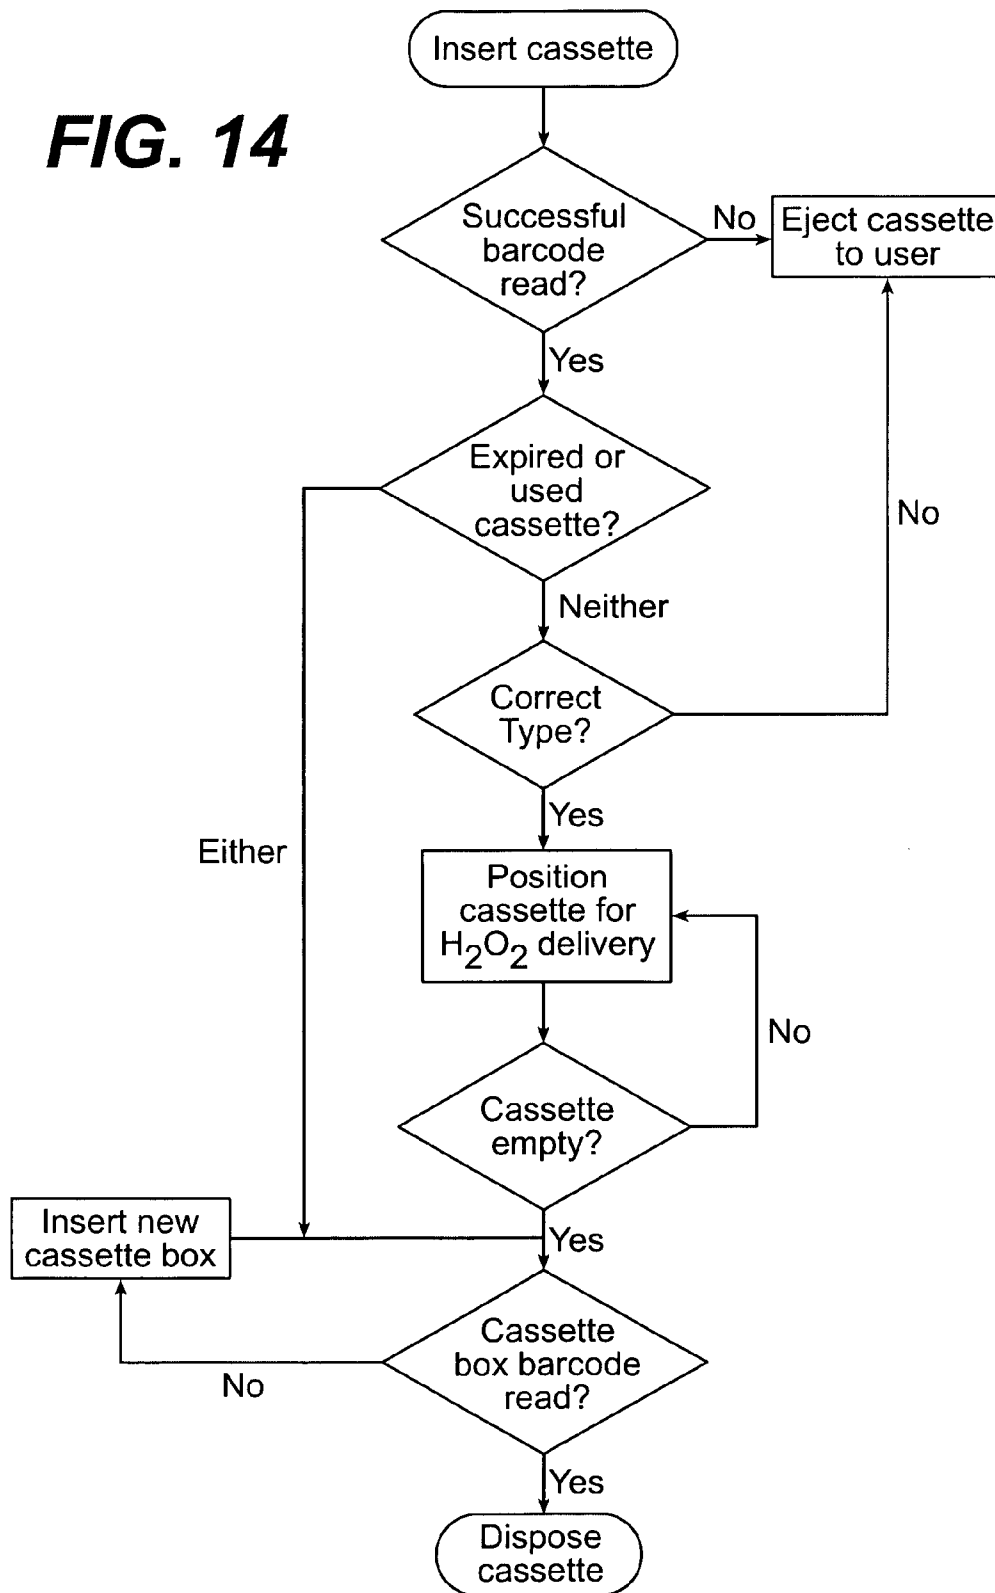 Insert cassette
FIG. 14
Successful
barcode
read?
No
Eject cassette
to user
Yes
Expired or
used
cassette?
No
Neither
Correct
Type?
Yes
Either
Position
cassette for
H₂O₂ delivery
No
Cassette
empty?
Insert new
cassette box
Yes
Cassette
box barcode
read?
No
Yes
Dispose
cassette